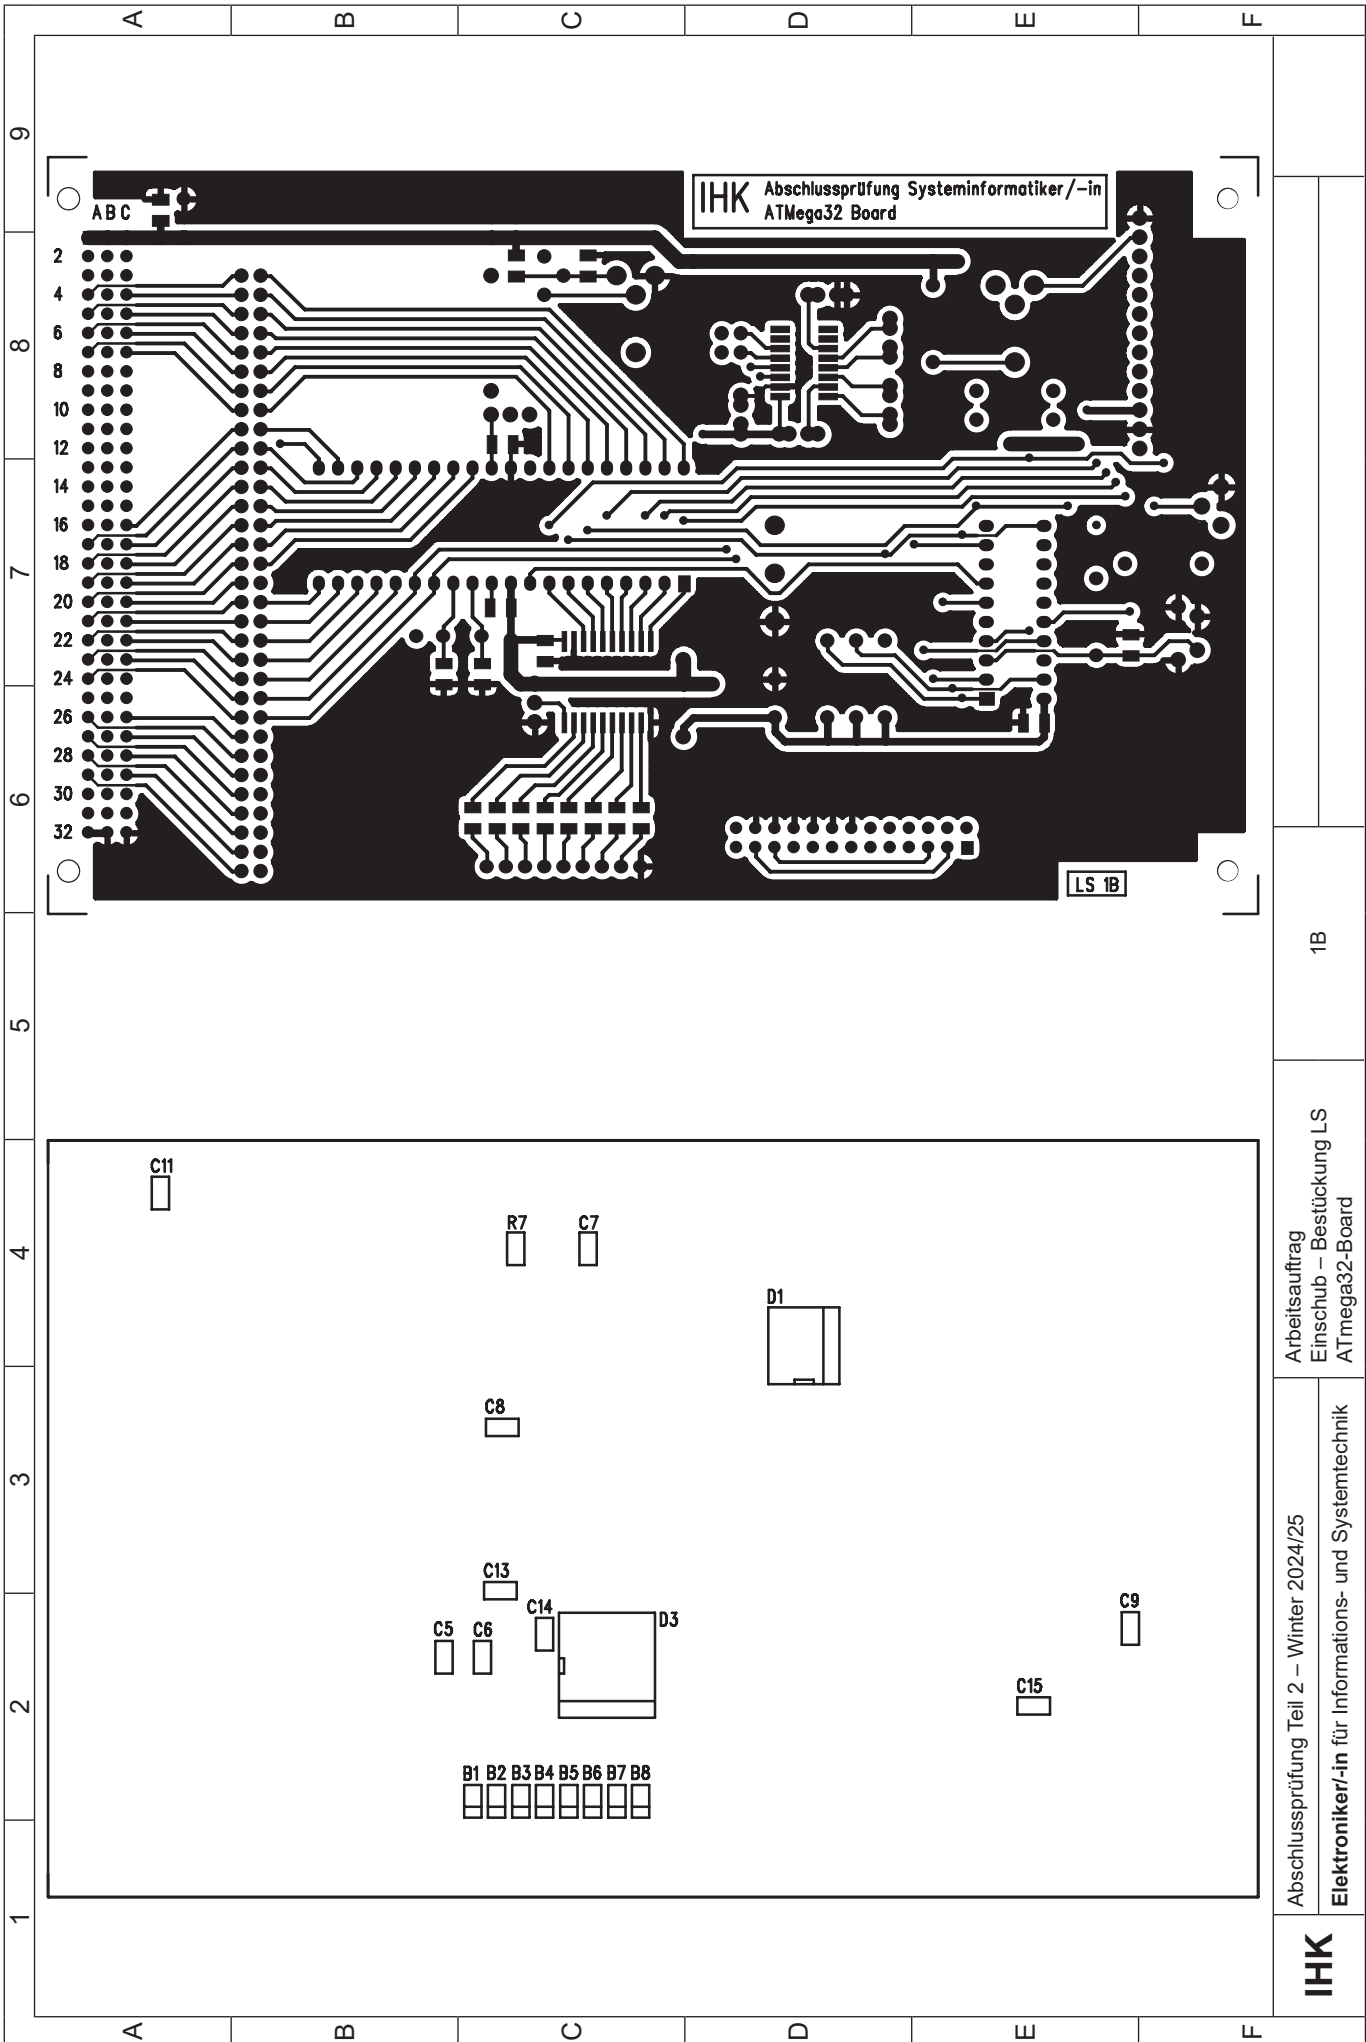 A B C D E F
9
8
7
6
5
4
3
2
1
A B C D E F
IHK Abschlussprüfung Systeminformatiker/-in
ATMega32 Board
A B C
2
4
6
8
10
12
14
16
18
20
22
24
26
28
30
32
LS 1B
C11
R7 C7
D1
C8
C13
C14 D3
C5 C6
C9
C15
B1 B2 B3 B4 B5 B6 B7 B8
IHK
Abschlussprüfung Teil 2 – Winter 2024/25
Elektroniker/-in für Informations- und Systemtechnik
Arbeitsauftrag
Einschub – Bestückung LS
ATmega32-Board
1B